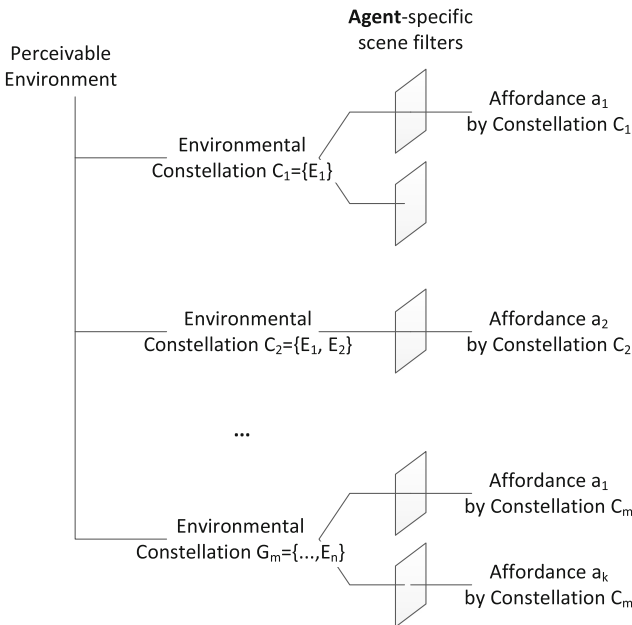 Agent-specific
scene filters
Perceivable
Environment
Affordance a₁
by Constellation C₁
Environmental
Constellation C₁={E₁}
Environmental
Constellation C₂={E₁, E₂}
Affordance a₂
by Constellation C₂
...
Affordance a₁
by Constellation Cₘ
Environmental
Constellation Gₘ={...,Eₙ}
Affordance aₖ
by Constellation Cₘ